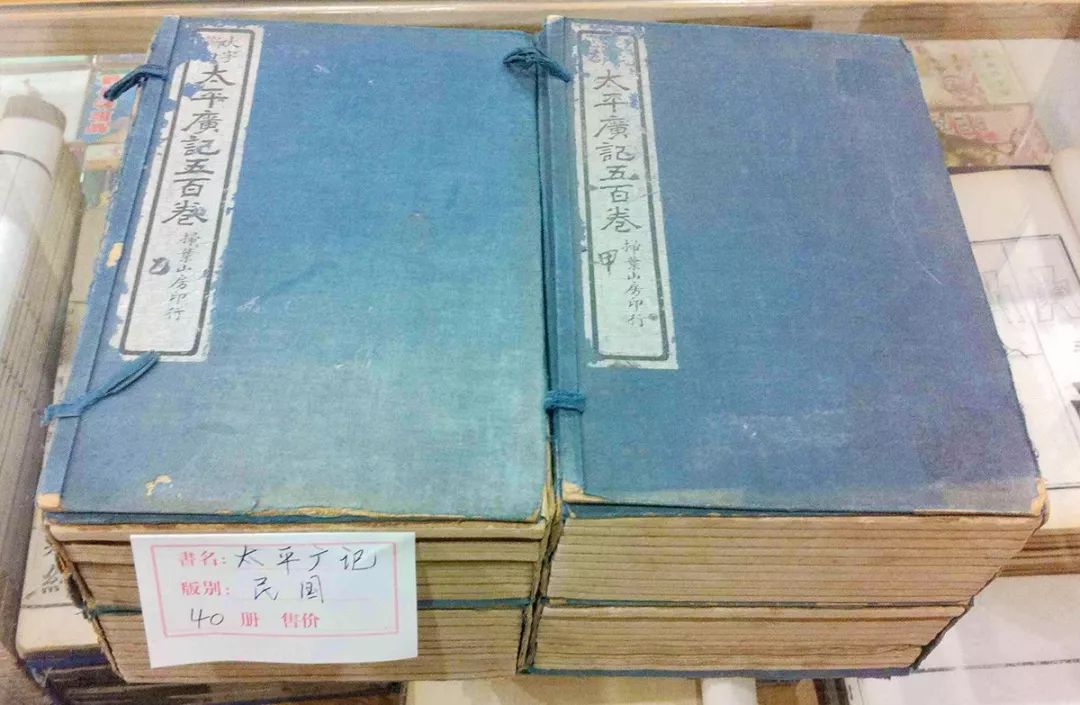 大字
太平廣記五百卷
掃葉山房印行
乙
太平廣記五百卷
掃葉山房印行
甲
書名：太平广记
版别：民国
40 册 售价